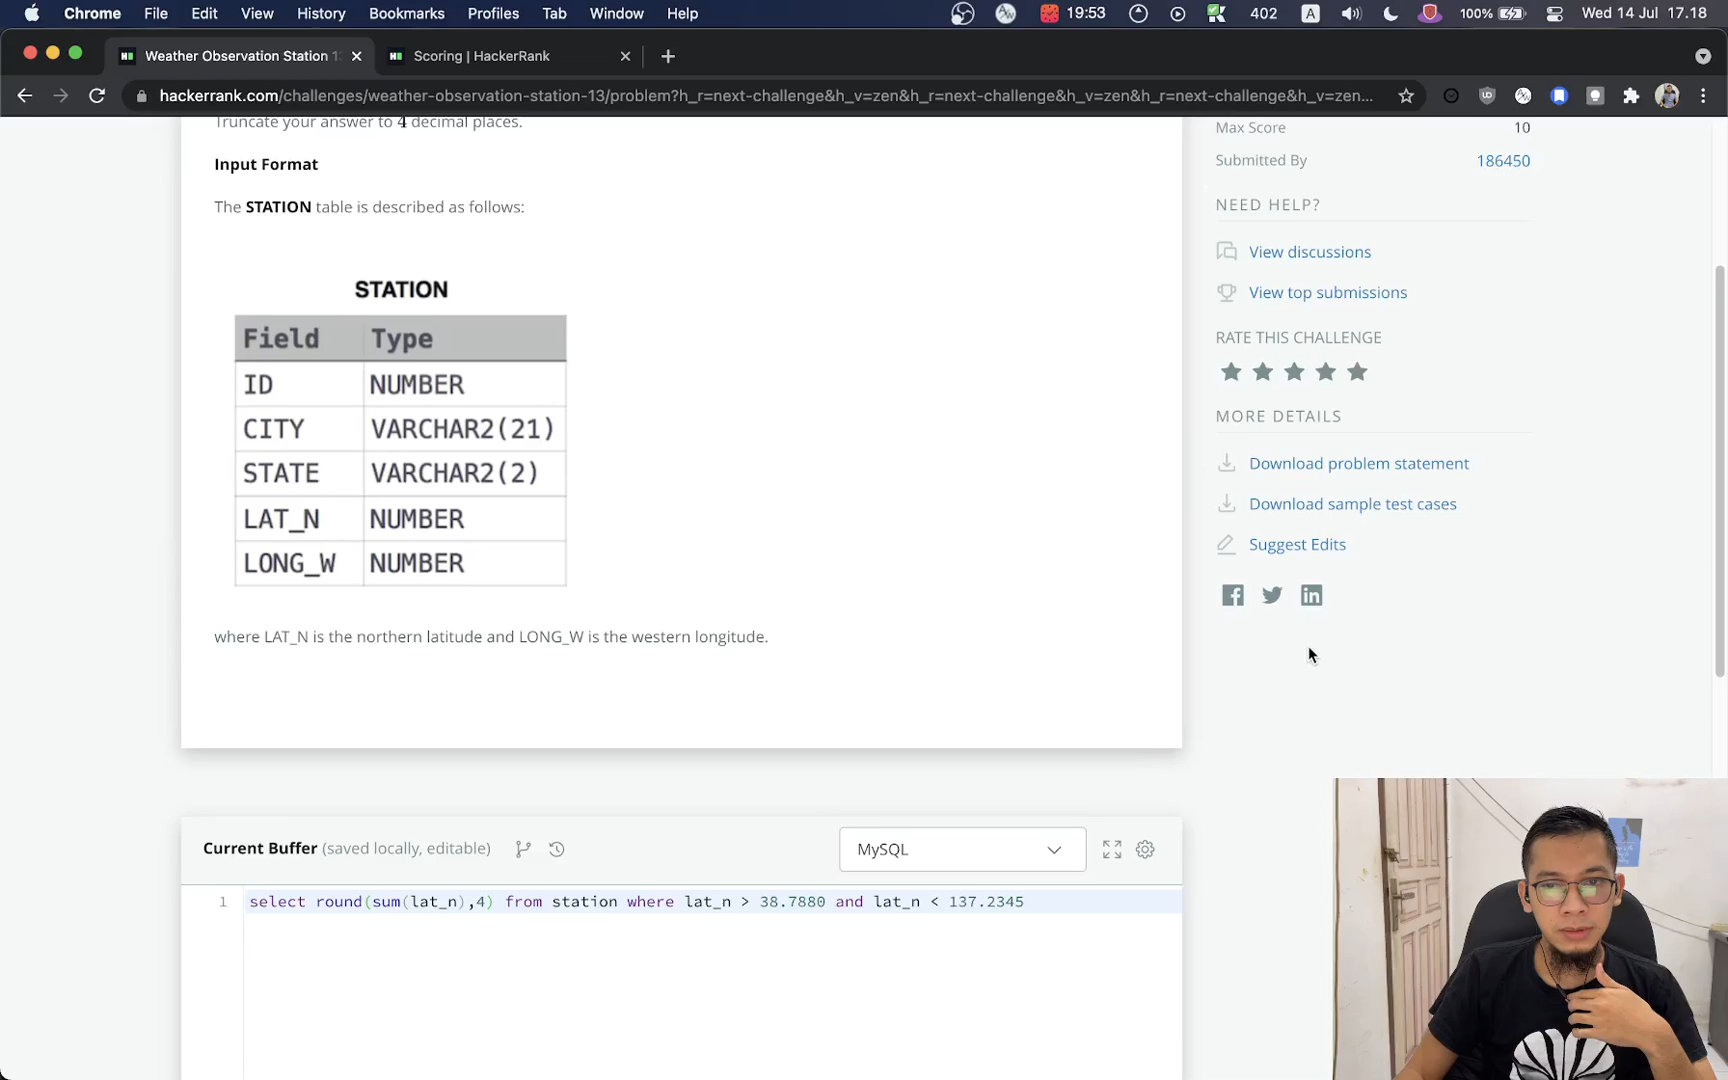 Chrome File Edit View History Bookmarks Profiles Tab Window Help 19:53 402 A 100% Wed 14 Jul 17.18
Weather Observation Station 13 Scoring | HackerRank
hackerrank.com/challenges/weather-observation-station-13/problem?h_r=next-challenge&h_v=zen&h_r=next-challenge&h_v=zen&h_r=next-challenge&h_v=zen...
Truncate your answer to 4 decimal places.
Input Format
The STATION table is described as follows:
STATION
Field Type
ID NUMBER
CITY VARCHAR2(21)
STATE VARCHAR2(2)
LAT_N NUMBER
LONG_W NUMBER
where LAT_N is the northern latitude and LONG_W is the western longitude.
Max Score 10
Submitted By 186450
NEED HELP?
View discussions
View top submissions
RATE THIS CHALLENGE
MORE DETAILS
Download problem statement
Download sample test cases
Suggest Edits
Current Buffer (saved locally, editable) MySQL
1 select round(sum(lat_n),4) from station where lat_n > 38.7880 and lat_n < 137.2345